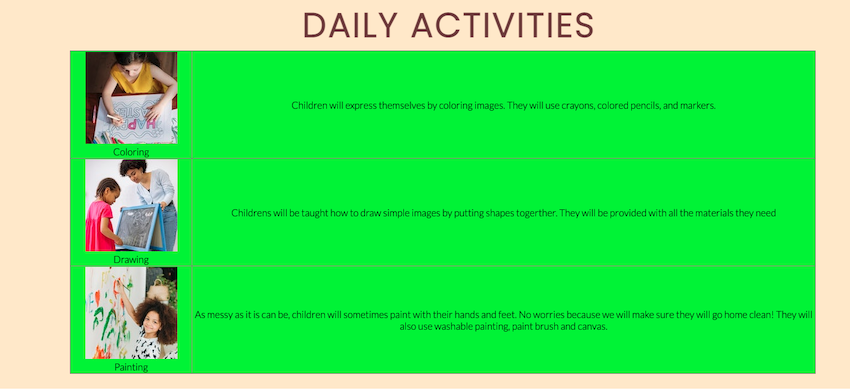 DAILY ACTIVITIES
Children will express themselves by coloring images. They will use crayons, colored pencils, and markers.
Coloring
Childrens will be taught how to draw simple images by putting shapes togerther. They will be provided with all the materials they need
Drawing
As messy as it is can be, children will sometimes paint with their hands and feet. No worries because we will make sure they will go home clean! They will
also use washable painting, paint brush and canvas.
Painting